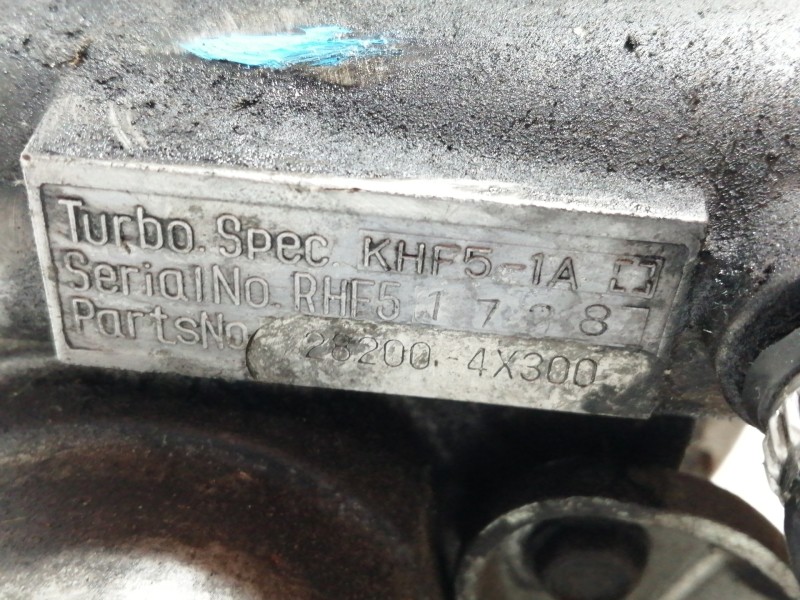 Turbo. Spec. KHF5-1A
Serial No. RHF5
Parts No. 28200-4X300